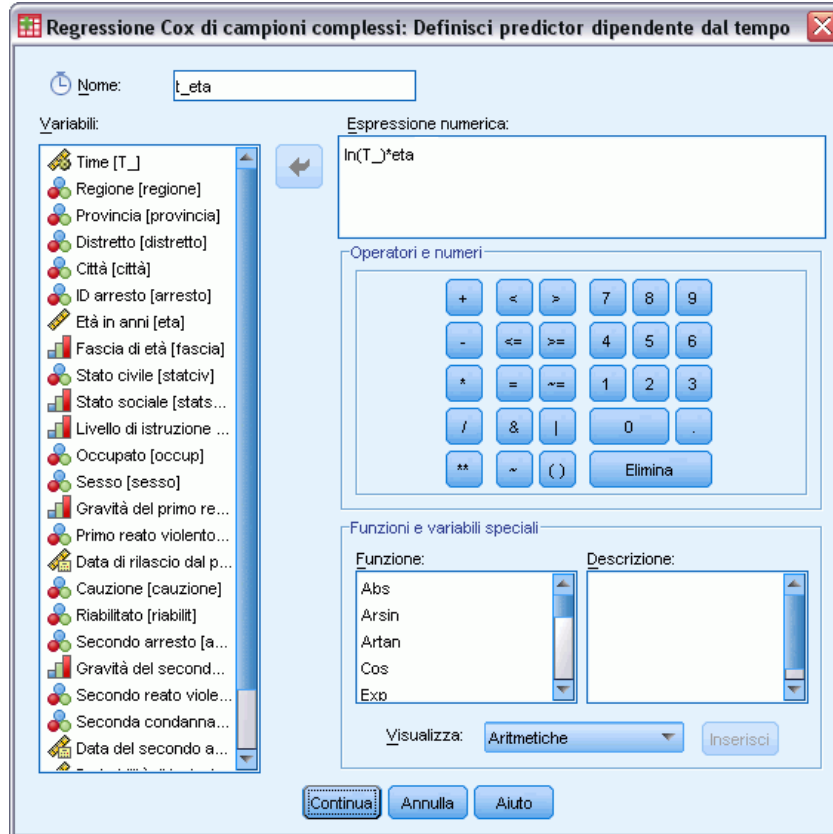 Regressione Cox di campioni complessi: Definisci predictor dipendente dal tempo
Nome:
t_eta
Variabili:
Time [T_]
Regione [regione]
Provincia [provincia]
Distretto [distretto]
Città [città]
ID arresto [arresto]
Età in anni [eta]
Fascia di età [fascia]
Stato civile [statciv]
Stato sociale [stats...
Livello di istruzione ...
Occupato [occup]
Sesso [sesso]
Gravità del primo re...
Primo reato violento...
Data di rilascio dal p...
Cauzione [cauzione]
Riabilitato [riabilit]
Secondo arresto [a...
Gravità del second...
Secondo reato viole...
Seconda condanna...
Data del secondo a...
Espressione numerica:
ln(T_)*eta
Operatori e numeri
+ < > 7 8 9
- <= >= 4 5 6
* = ~= 1 2 3
/ & | 0 .
** ~ ( ) Elimina
Funzioni e variabili speciali
Funzione:
Abs
Arsin
Artan
Cos
Exp
Descrizione:
Visualizza:
Aritmetiche
Inserisci
Continua
Annulla
Aiuto